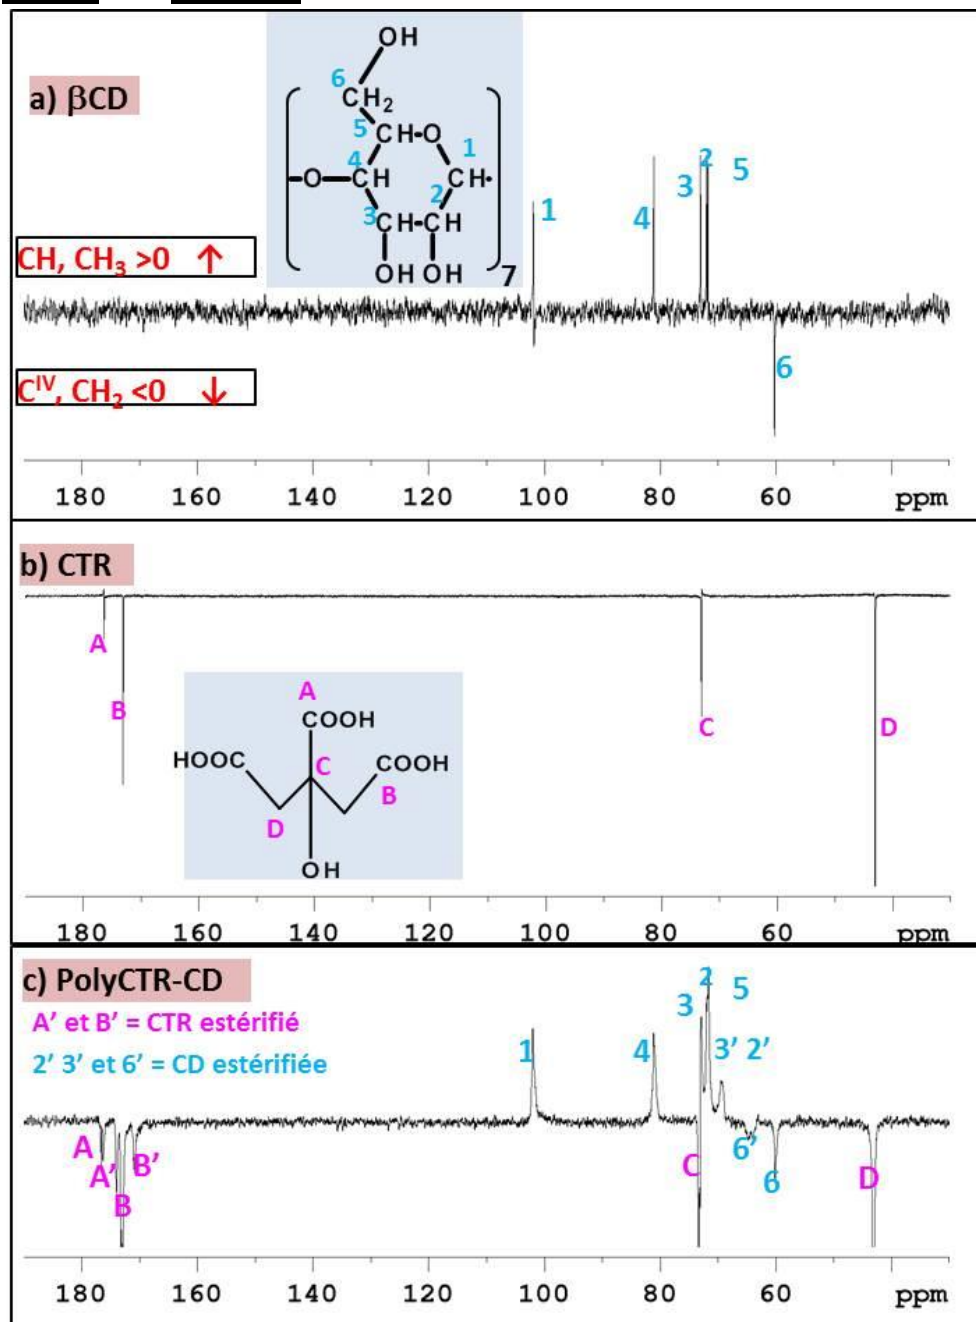 a) βCD
OH
6
CH2
5
CH-O
4
1
-O-CH
CH-
2
3
CH-CH
OH OH
7
CH, CH3 >0 ↑
C^IV, CH2 <0 ↓
1
4
3
2
5
6
180 160 140 120 100 80 60 ppm
b) CTR
A
B
A
COOH
HOOC
C
COOH
B
D
OH
C
D
180 160 140 120 100 80 60 ppm
c) PolyCTR-CD
A' et B' = CTR estérifié
2' 3' et 6' = CD estérifiée
2
3
5
1
4
3' 2'
A
A'
B'
B
C
6'
6
D
180 160 140 120 100 80 60 ppm